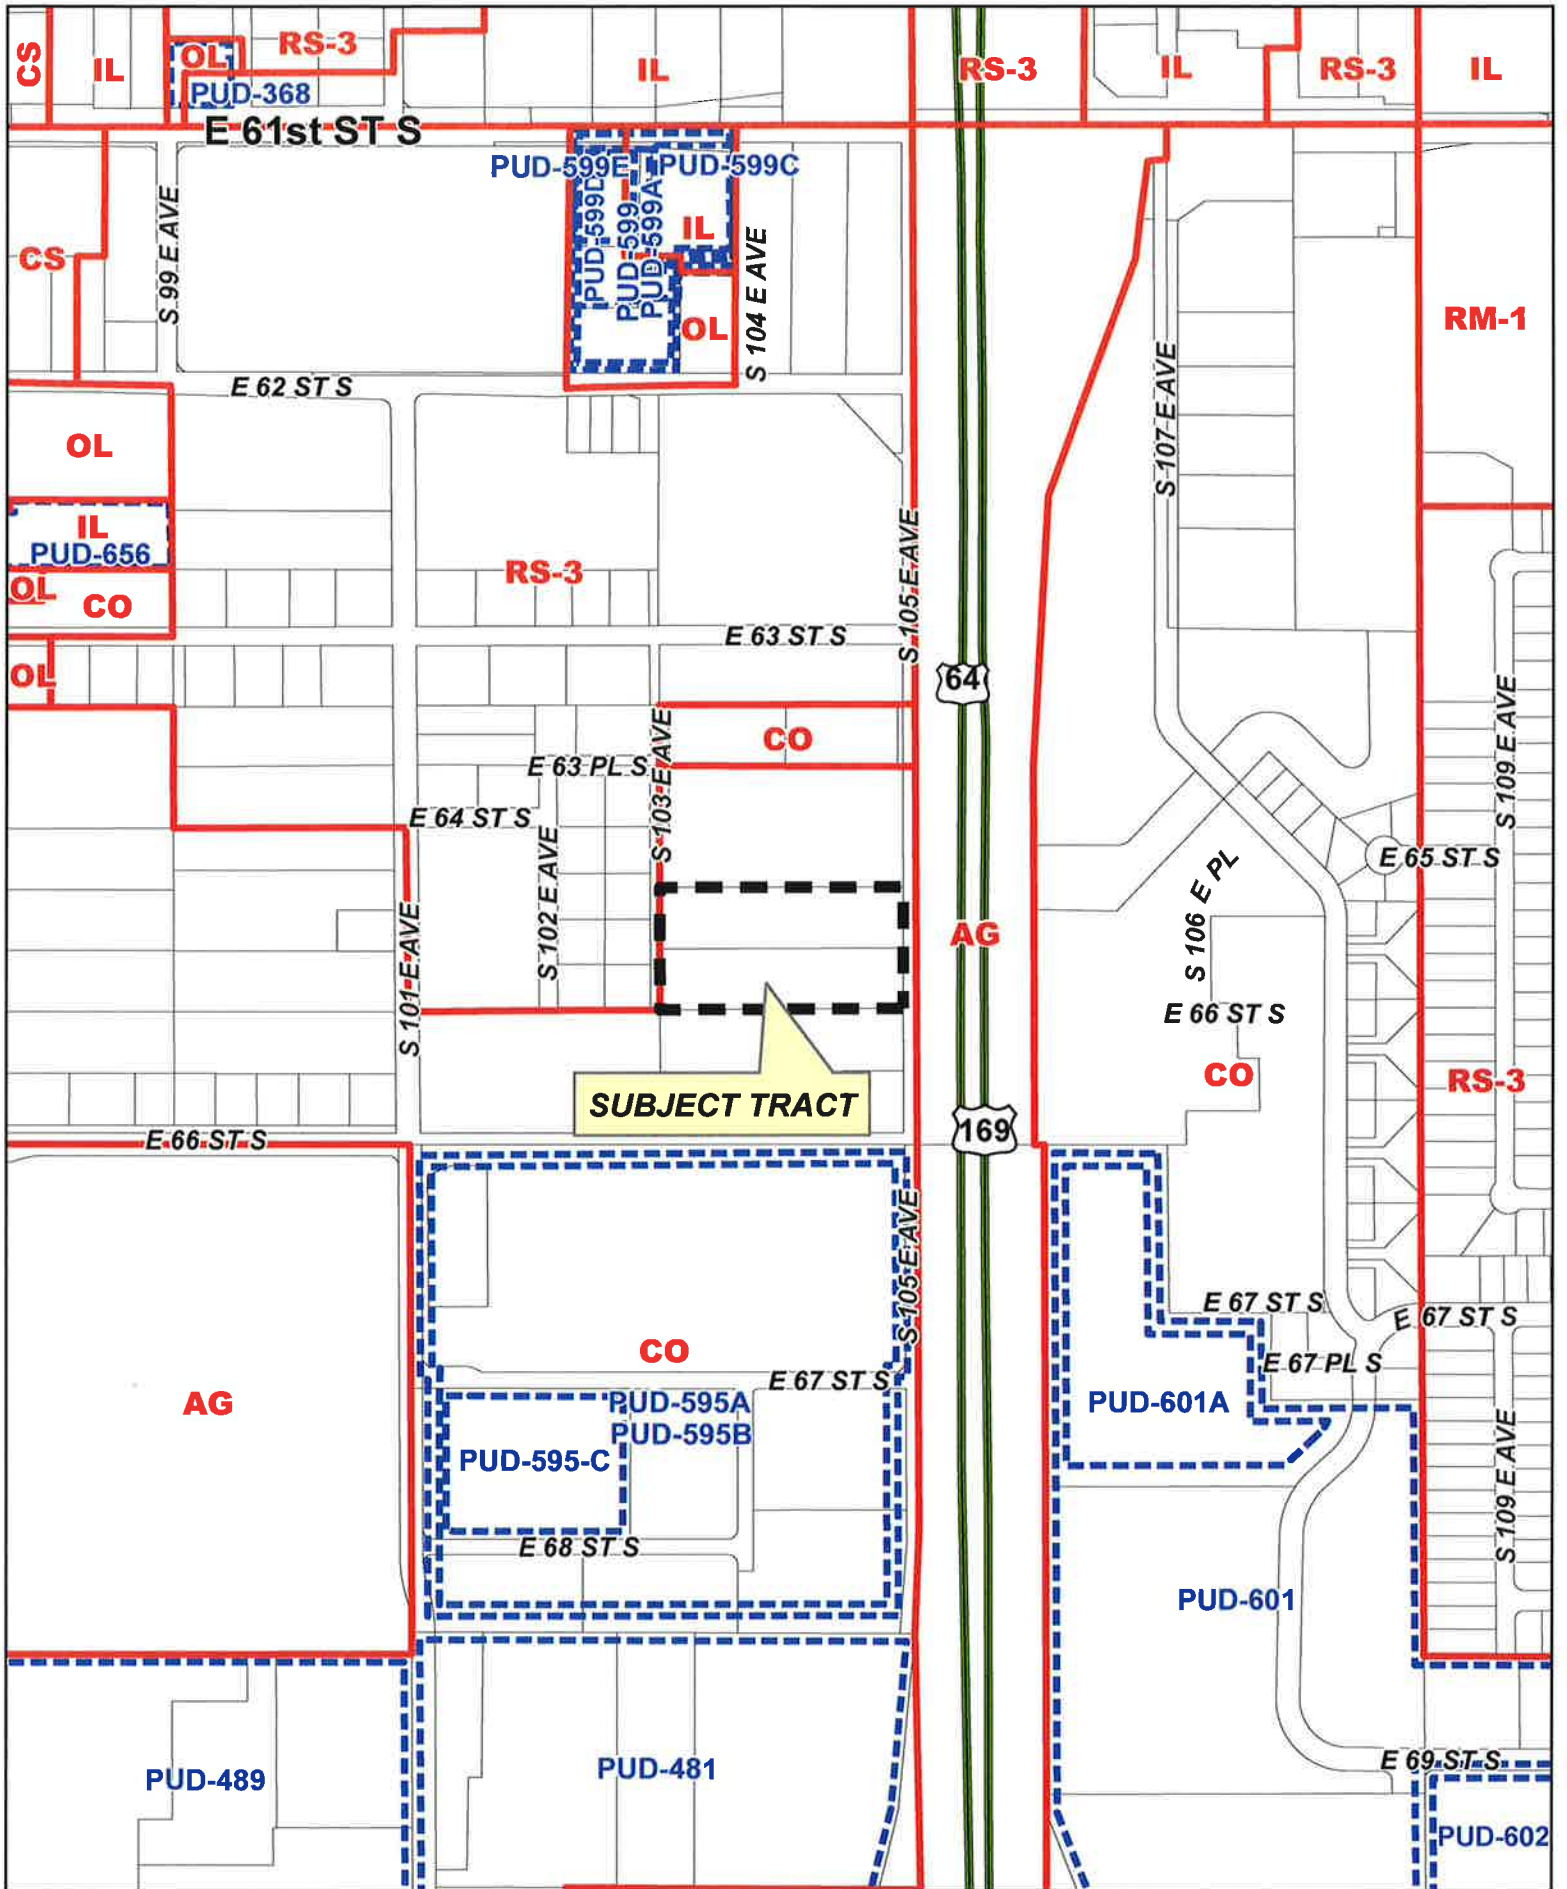 CS
IL
OL
RS-3
IL
RS-3
IL
RS-3
IL
PUD-368
E 61st ST S
PUD-599E
PUD-599C
PUD-599D
PUD-599
PUD-599A
IL
OL
S 104 E AVE
CS
S 99 E AVE
RM-1
S 107 E AVE
E 62 ST S
OL
IL
PUD-656
OL
CO
RS-3
S 105 E AVE
E 63 ST S
OL
64
CO
S 103 E AVE
E 63 PL S
E 64 ST S
S 102 E AVE
S 101 E AVE
S 109 E AVE
E 65 ST S
S 106 E PL
AG
E 66 ST S
CO
RS-3
SUBJECT TRACT
169
E 66 ST S
S 105 E AVE
E 67 ST S
E 67 ST S
E 67 PL S
CO
E 67 ST S
AG
PUD-595A
PUD-595B
PUD-595-C
PUD-601A
S 109 E AVE
E 68 ST S
PUD-601
PUD-489
PUD-481
E 69 ST S
PUD-602